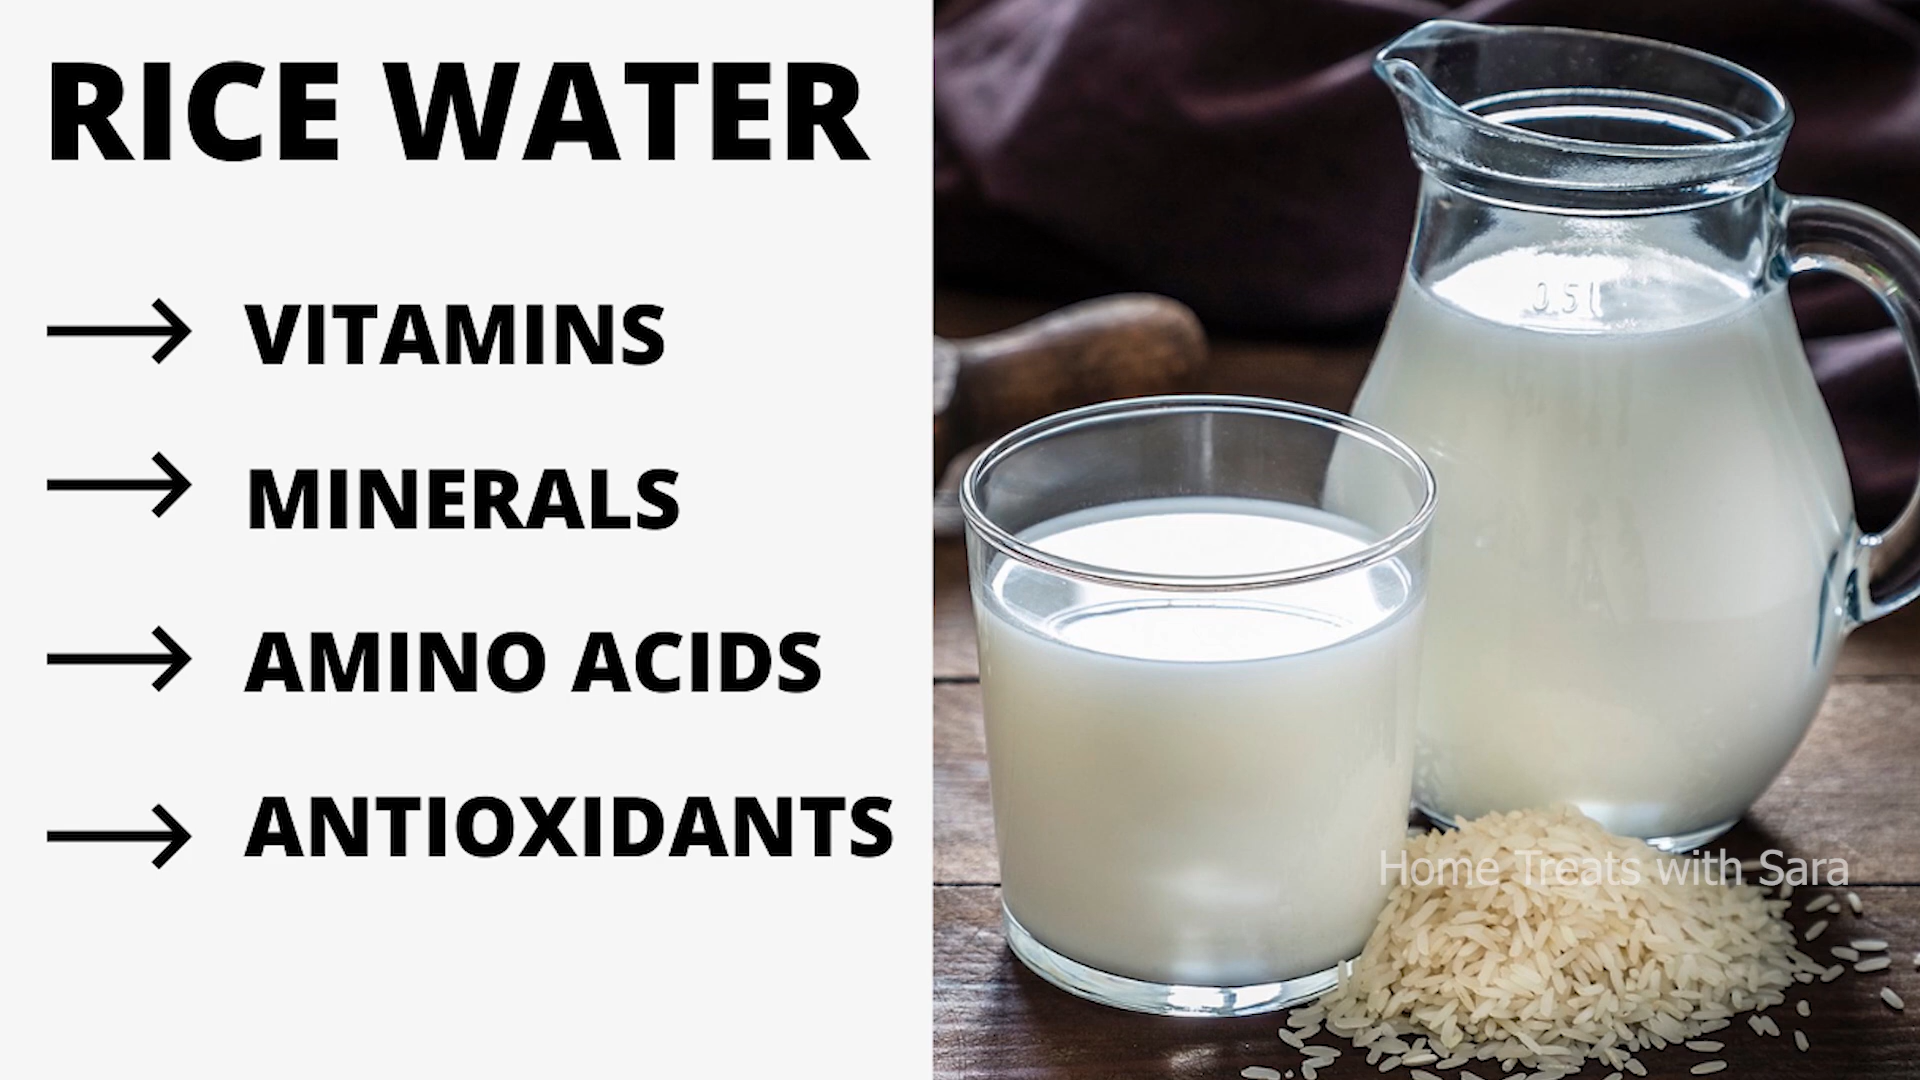 RICE WATER
VITAMINS
MINERALS
AMINO ACIDS
ANTIOXIDANTS
0.5l
Home Treats with Sara